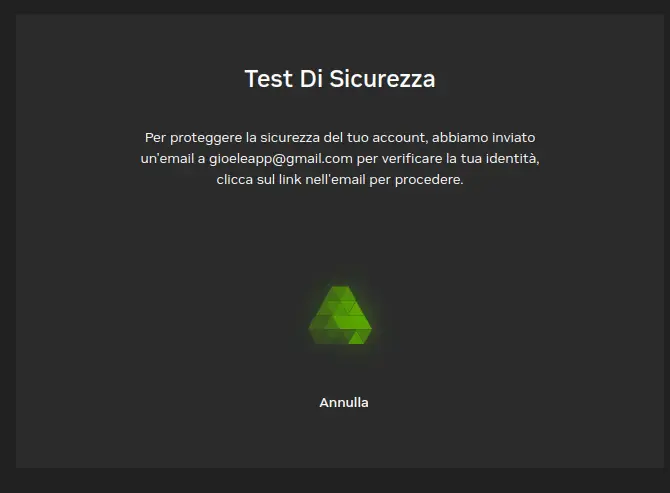 Test Di Sicurezza
Per proteggere la sicurezza del tuo account, abbiamo inviato
un'email a gioeleapp@gmail.com per verificare la tua identità,
clicca sul link nell'email per procedere.
Annulla